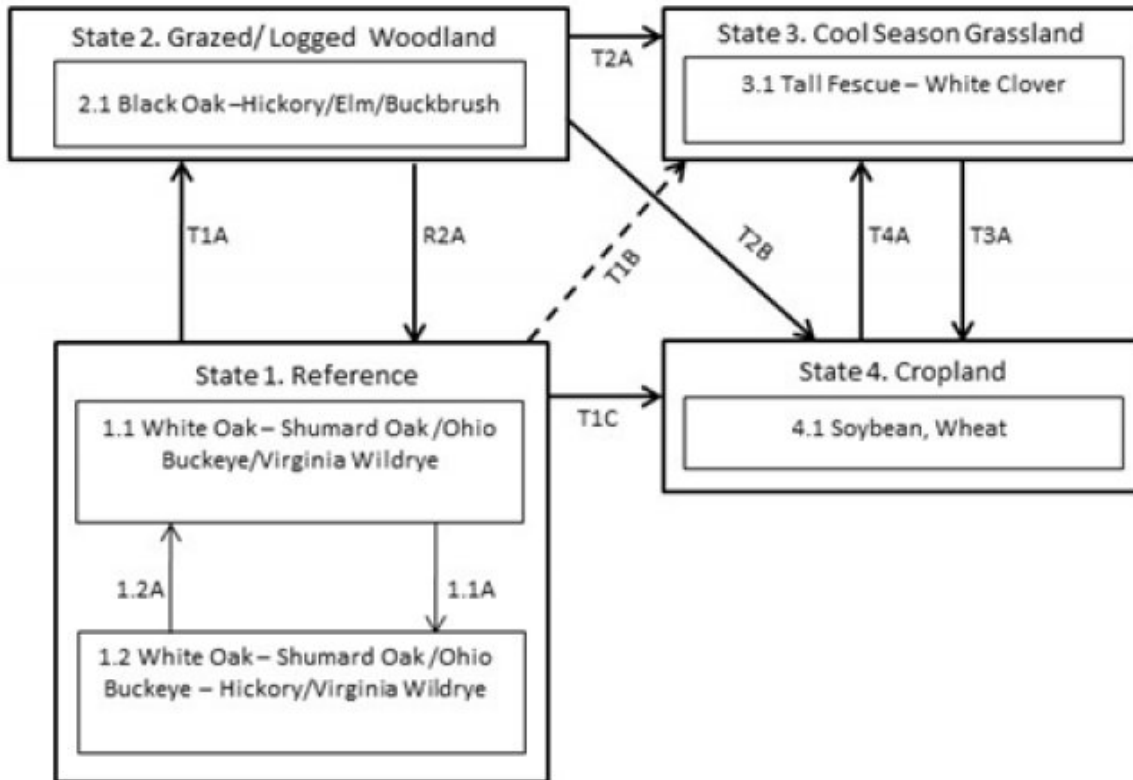 State 2. Grazed/ Logged Woodland
2.1 Black Oak –Hickory/Elm/Buckbrush
T2A
State 3. Cool Season Grassland
3.1 Tall Fescue – White Clover
T1A
R2A
T1B
T2B
T4A
T3A
State 1. Reference
1.1 White Oak – Shumard Oak /Ohio
Buckeye/Virginia Wildrye
1.2A
1.1A
1.2 White Oak – Shumard Oak /Ohio
Buckeye – Hickory/Virginia Wildrye
T1C
State 4. Cropland
4.1 Soybean, Wheat